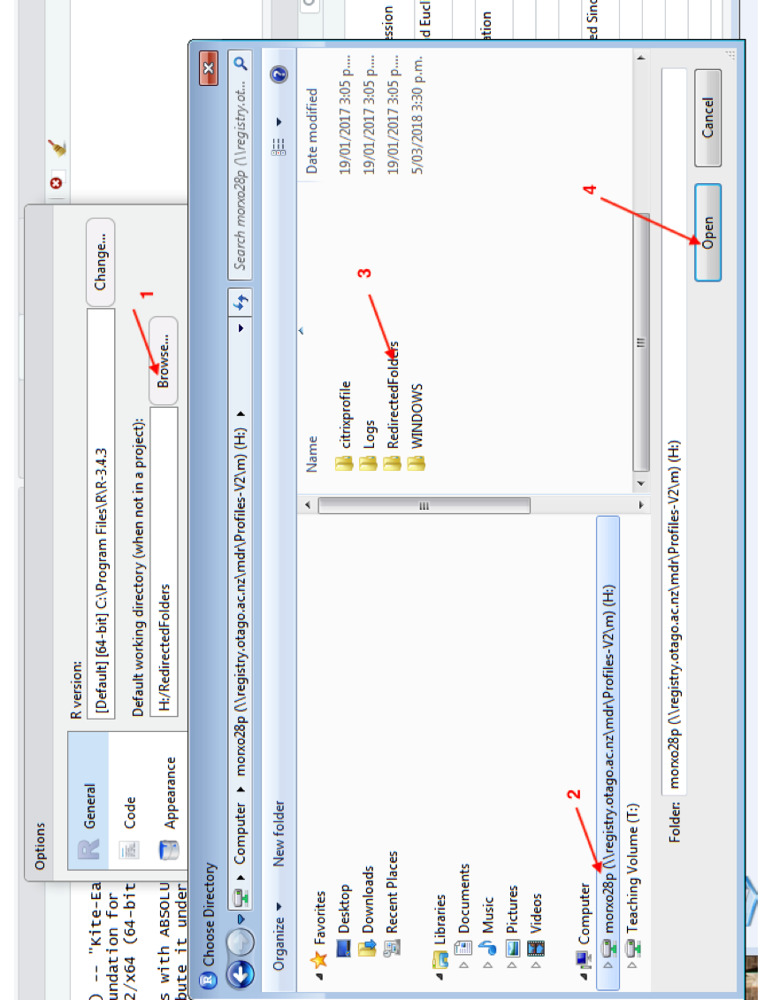 ession
d Eucl
ation
ed Sinc
) -- "Kite-Ea
undation for
2/x64 (64-bit
s with ABSOLU
bute it under
Options
General
Code
Appearance
R version:
[Default] [64-bit] C:\Program Files\R\R-3.4.3
Change...
Default working directory (when not in a project):
H:/RedirectedFolders
Browse...
1
Choose Directory
Computer
morxo28p (\\registry.otago.ac.nz\mdr\Profiles-V2\m) (H:)
Search morxo28p (\\registry.ot...
Organize
New folder
Favorites
Desktop
Downloads
Recent Places
Libraries
Documents
Music
Pictures
Videos
Computer
morxo28p (\\registry.otago.ac.nz\mdr\Profiles-V2\m) (H:)
Teaching Volume (T:)
2
Name Date modified
citrixprofile 19/01/2017 3:05 p....
Logs 19/01/2017 3:05 p....
RedirectedFolders 19/01/2017 3:05 p....
WINDOWS 5/03/2018 3:30 p.m.
3
4
Folder: morxo28p (\\registry.otago.ac.nz\mdr\Profiles-V2\m) (H:)
Open Cancel